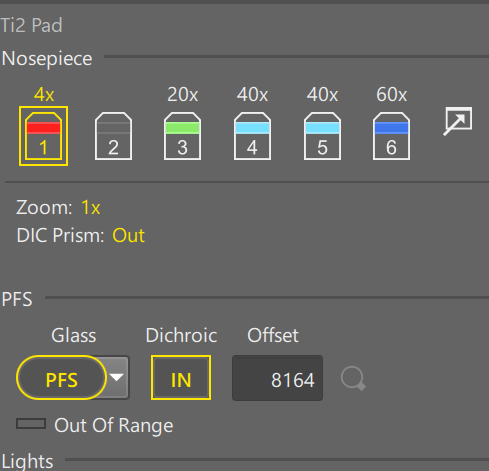 Ti2 Pad
Nosepiece
4x 20x 40x 40x 60x
1 2 3 4 5 6
Zoom: 1x
DIC Prism: Out
PFS
Glass Dichroic Offset
PFS IN 8164
Out Of Range
Lights